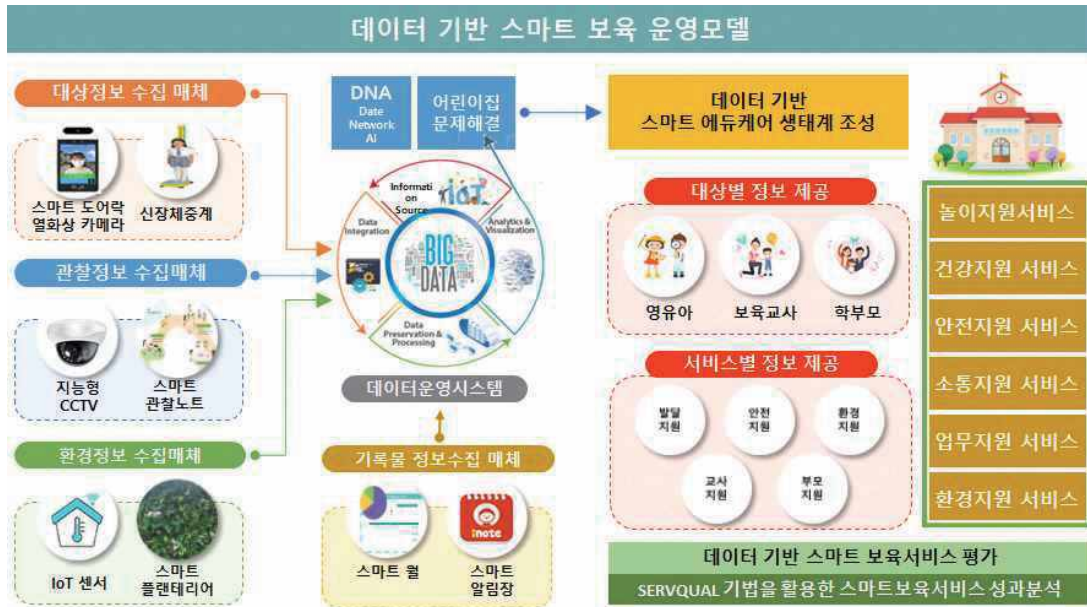 데이터 기반 스마트 보육 운영모델
대상정보 수집 매체
스마트 도어락
열화상 카메라
신장체중계
관찰정보 수집매체
지능형
CCTV
스마트
관찰노트
환경정보 수집매체
IoT 센서
스마트
플랜테리어
DNA
Date
Network
AI
어린이집
문제해결
Informati
on
Source
IoT
Data
Integration
Analytics &
Visualization
BIG
DATA
Data
Preservation &
Processing
데이터운영시스템
기록물 정보수집 매체
스마트 월
inote
스마트
알림장
데이터 기반
스마트 에듀케어 생태계 조성
대상별 정보 제공
영유아
보육교사
학부모
서비스별 정보 제공
발달
지원
안전
지원
환경
지원
교사
지원
부모
지원
놀이지원서비스
건강지원 서비스
안전지원 서비스
소통지원 서비스
업무지원 서비스
환경지원 서비스
데이터 기반 스마트 보육서비스 평가
SERVQUAL 기법을 활용한 스마트보육서비스 성과분석